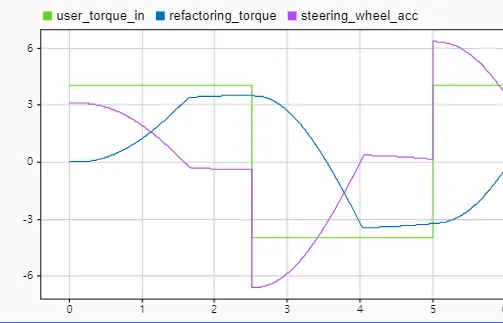 user_torque_in refactoring_torque steering_wheel_acc
6
3
0
-3
-6
0 1 2 3 4 5